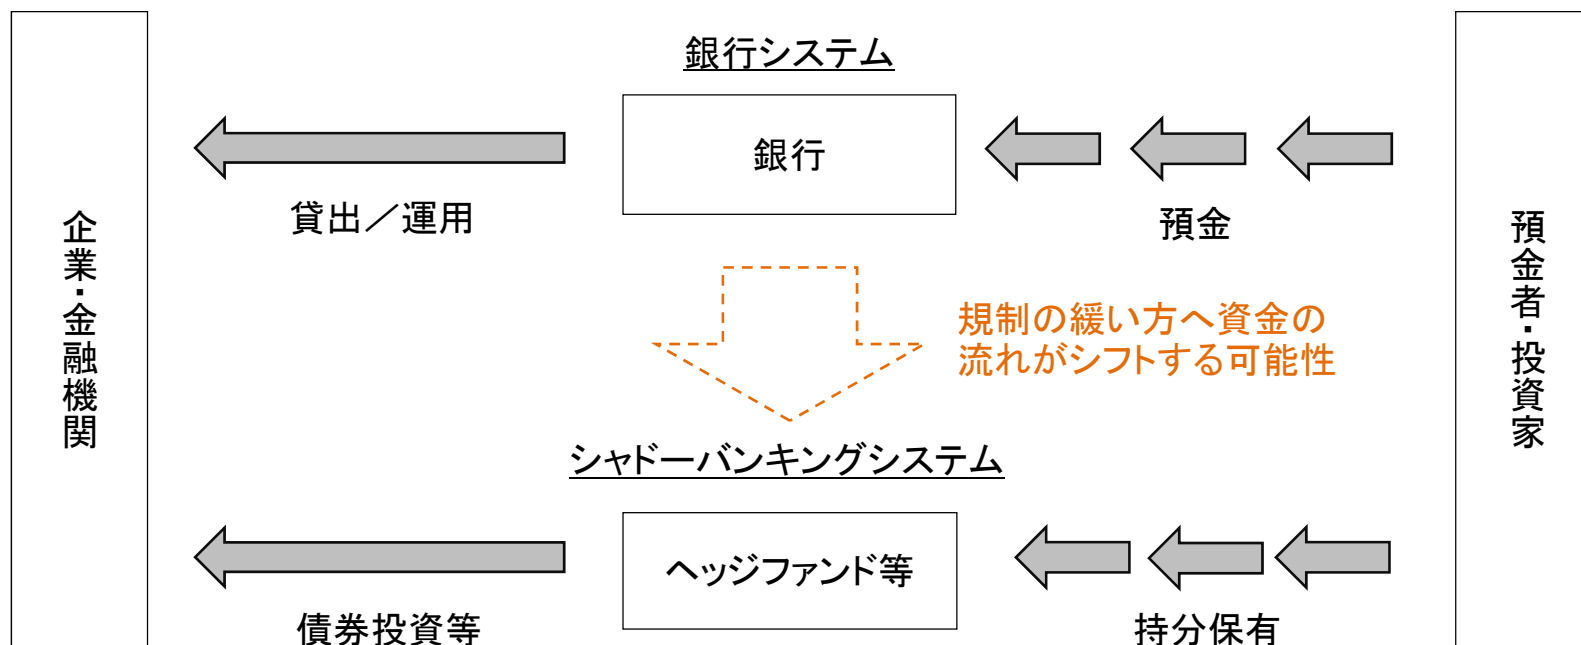 銀行システム
銀行
貸出／運用
預金
企業・金融機関
預金者・投資家
規制の緩い方へ資金の
流れがシフトする可能性
シャドーバンキングシステム
ヘッジファンド等
債券投資等
持分保有